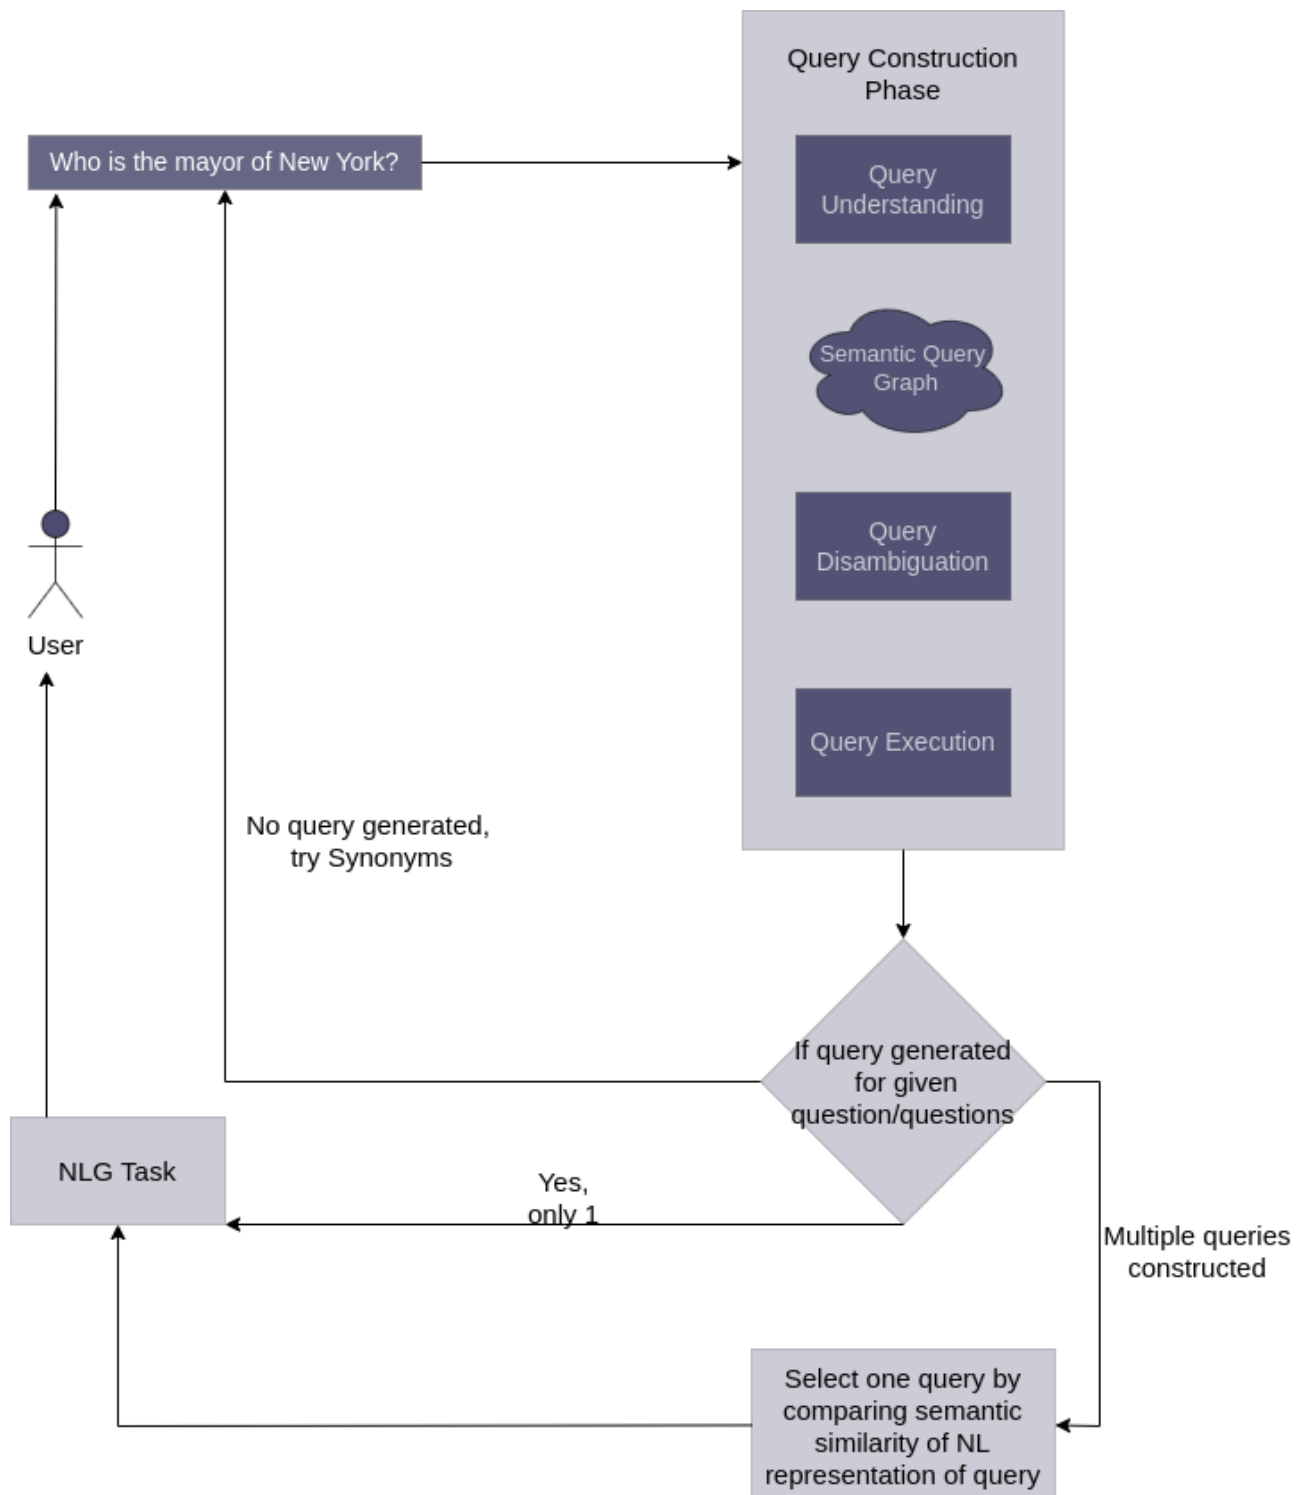 Query Construction
Phase
Who is the mayor of New York?
Query
Understanding
Semantic Query
Graph
Query
Disambiguation
User
Query Execution
No query generated,
try Synonyms
If query generated
for given
question/questions
NLG Task
Yes,
only 1
Multiple queries
constructed
Select one query by
comparing semantic
similarity of NL
representation of query